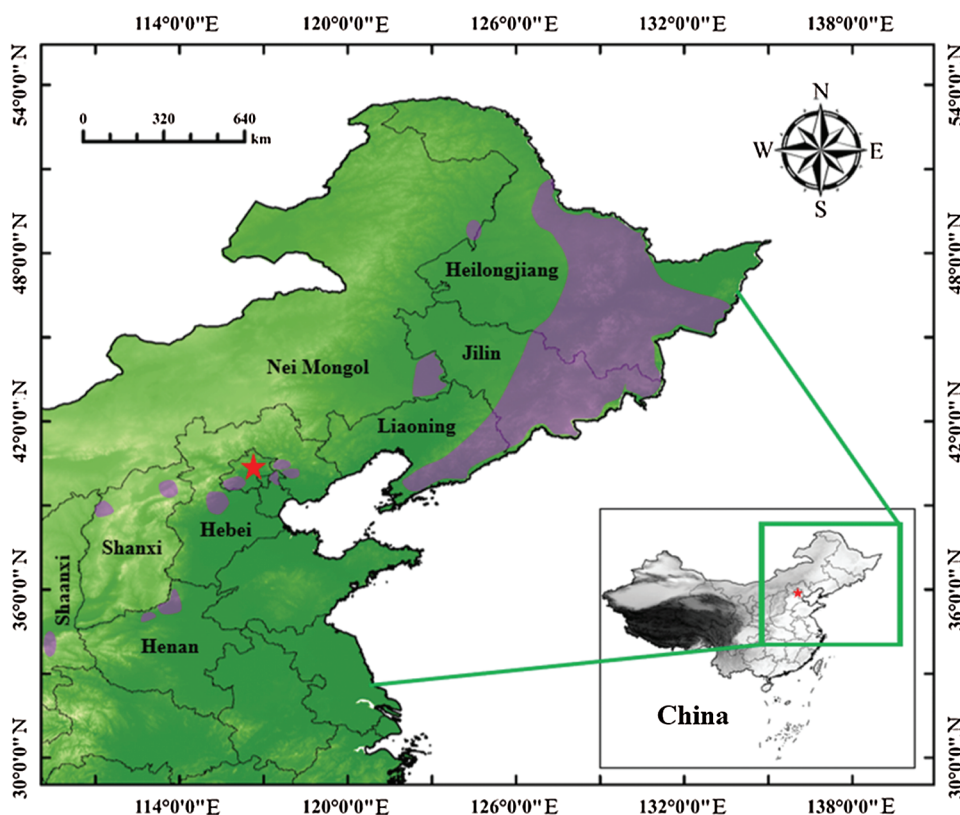 114°0'0"E 120°0'0"E 126°0'0"E 132°0'0"E 138°0'0"E
54°0'0" N
54°0'0" N
0 320 640
km
N
W E
S
48°0'0" N
48°0'0" N
Heilongjiang
Jilin
Nei Mongol
42°0'0" N
42°0'0" N
Liaoning
Hebei
Shanxi
Shaanxi
36°0'0" N
36°0'0" N
Henan
China
30°0'0" N
30°0'0" N
114°0'0"E 120°0'0"E 126°0'0"E 132°0'0"E 138°0'0"E